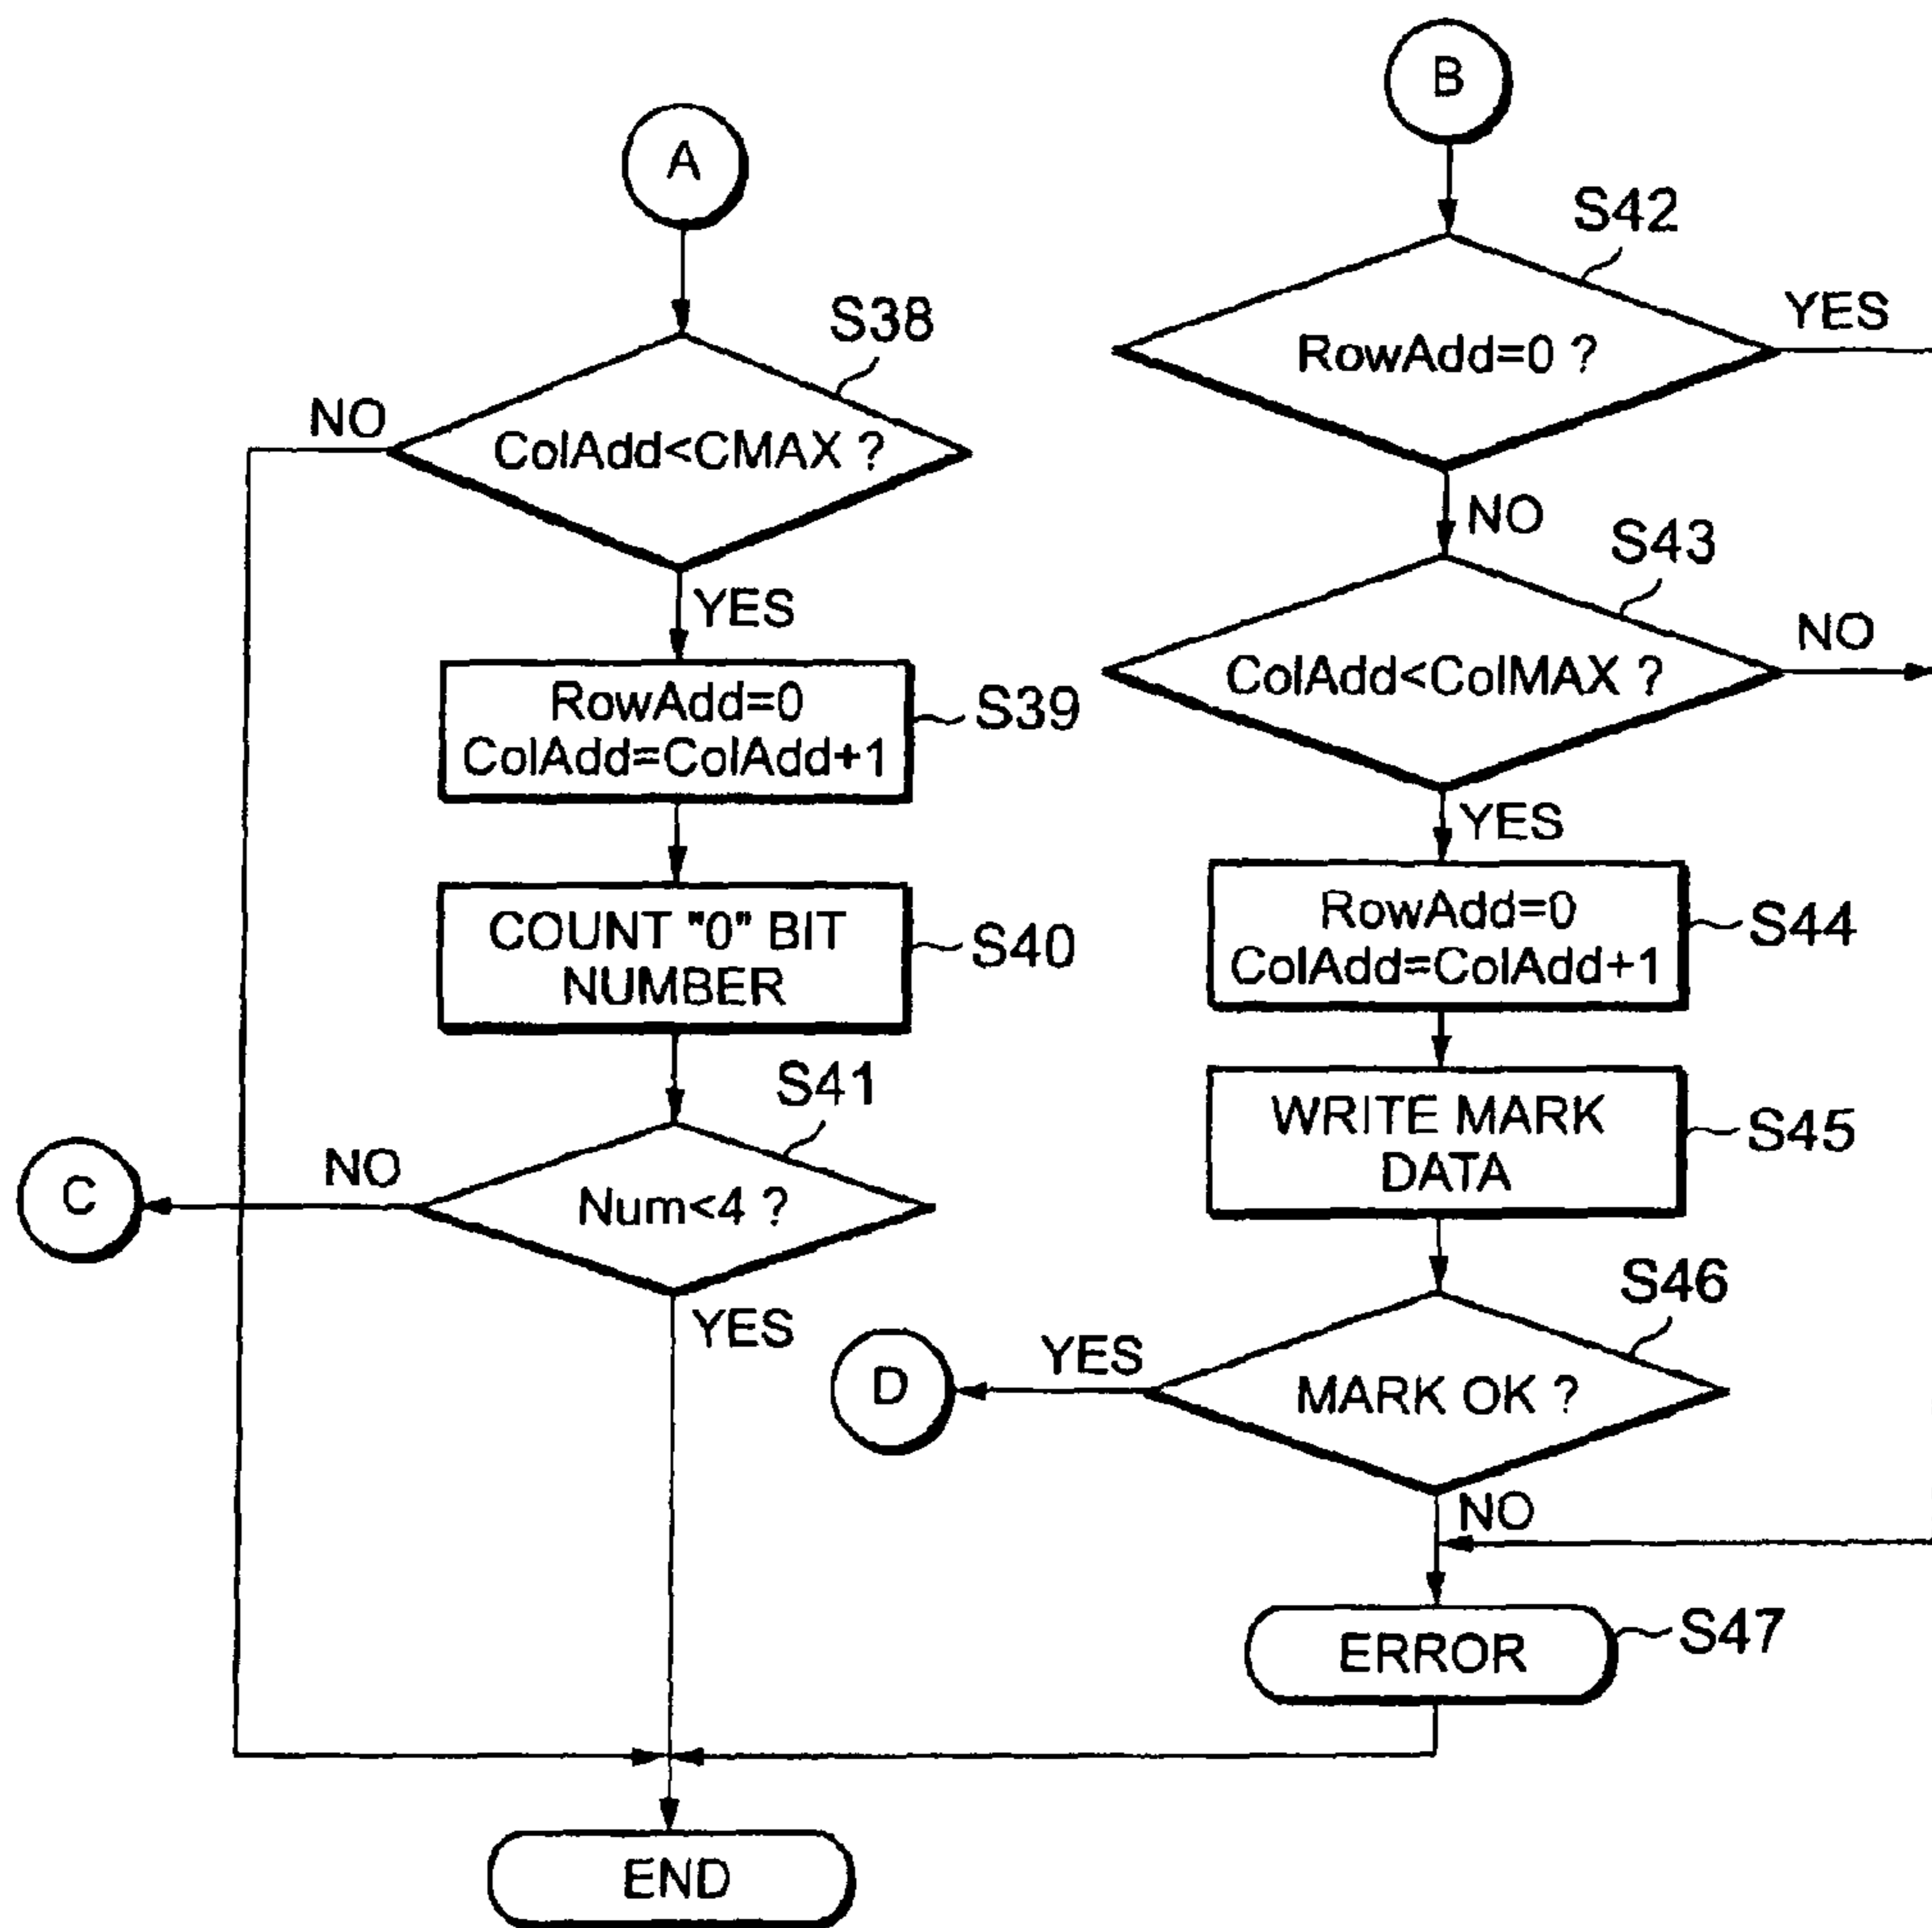 A
S38
ColAdd<CMAX ?
NO
YES
RowAdd=0
ColAdd=ColAdd+1
S39
COUNT "0" BIT
NUMBER
S40
S41
Num<4 ?
NO
C
YES
B
S42
RowAdd=0 ?
YES
NO
S43
ColAdd<ColMAX ?
NO
YES
RowAdd=0
ColAdd=ColAdd+1
S44
WRITE MARK
DATA
S45
S46
MARK OK ?
YES
D
NO
ERROR
S47
END